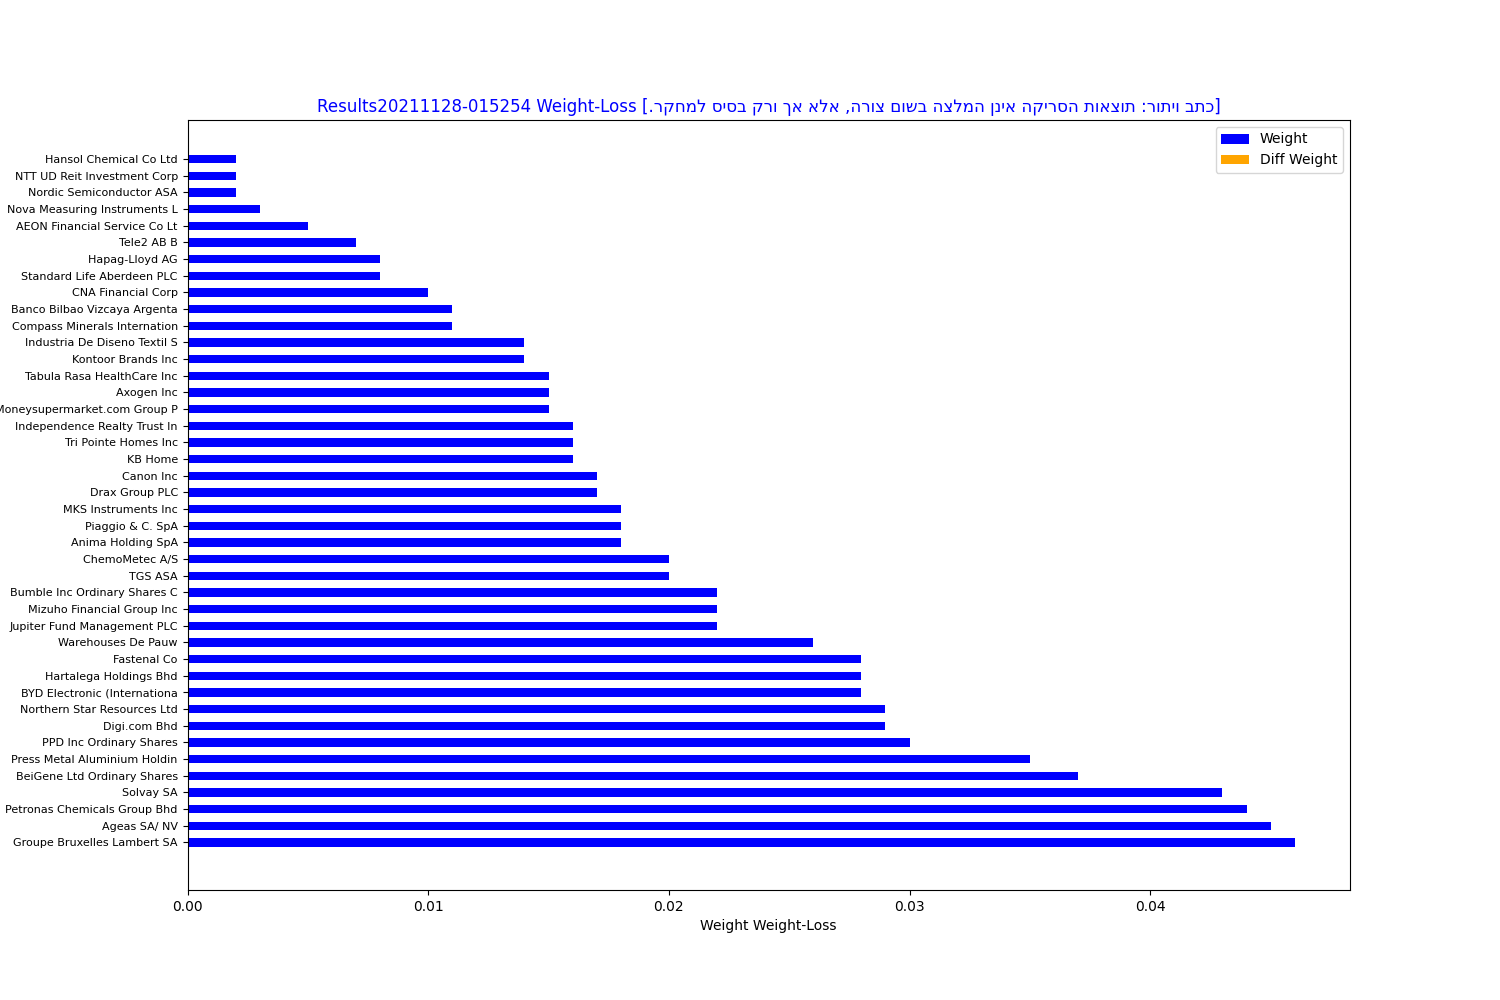 Results20211128-015254 Weight-Loss [כתב ויתור: תוצאות הסריקה אינן המלצה בשום צורה, אלא אך ורק בסיס למחקר.]
Weight
Diff Weight
Hansol Chemical Co Ltd
NTT UD Reit Investment Corp
Nordic Semiconductor ASA
Nova Measuring Instruments L
AEON Financial Service Co Lt
Tele2 AB B
Hapag-Lloyd AG
Standard Life Aberdeen PLC
CNA Financial Corp
Banco Bilbao Vizcaya Argenta
Compass Minerals Internation
Industria De Diseno Textil S
Kontoor Brands Inc
Tabula Rasa HealthCare Inc
Axogen Inc
Moneysupermarket.com Group P
Independence Realty Trust In
Tri Pointe Homes Inc
KB Home
Canon Inc
Drax Group PLC
MKS Instruments Inc
Piaggio & C. SpA
Anima Holding SpA
ChemoMetec A/S
TGS ASA
Bumble Inc Ordinary Shares C
Mizuho Financial Group Inc
Jupiter Fund Management PLC
Warehouses De Pauw
Fastenal Co
Hartalega Holdings Bhd
BYD Electronic (Internationa
Northern Star Resources Ltd
Digi.com Bhd
PPD Inc Ordinary Shares
Press Metal Aluminium Holdin
BeiGene Ltd Ordinary Shares
Solvay SA
Petronas Chemicals Group Bhd
Ageas SA/ NV
Groupe Bruxelles Lambert SA
0.00 0.01 0.02 0.03 0.04
Weight Weight-Loss